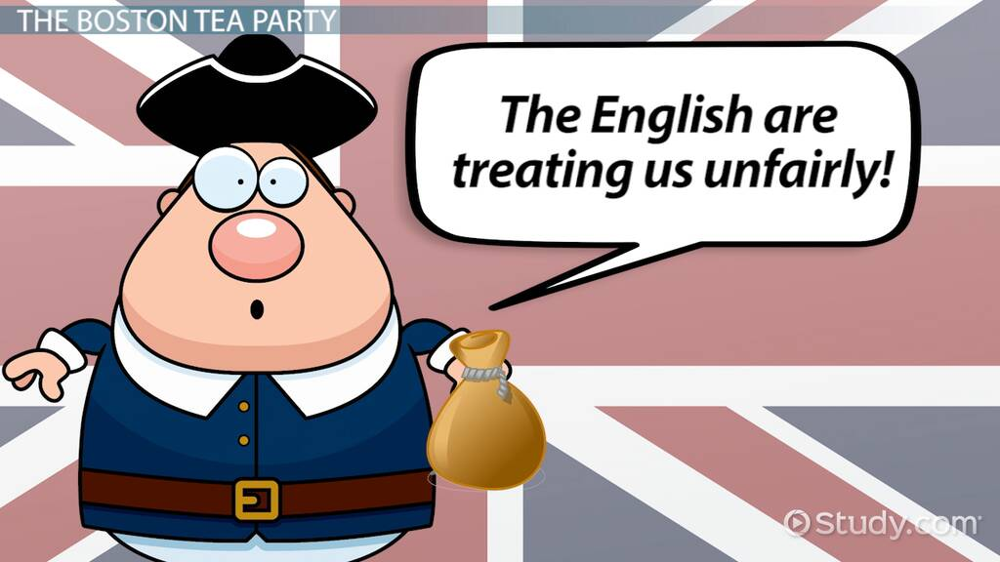 THE BOSTON TEA PARTY
The English are
treating us unfairly!
Study.com